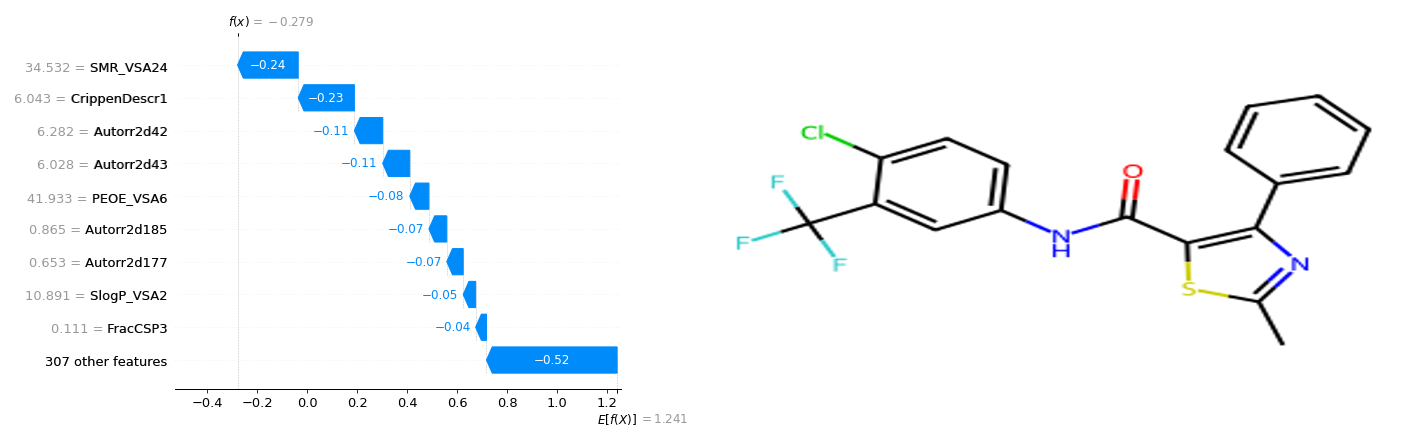 f(x) = −0.279
34.532 = SMR_VSA24
−0.24
6.043 = CrippenDescr1
−0.23
6.282 = Autorr2d42
−0.11
6.028 = Autorr2d43
−0.11
41.933 = PEOE_VSA6
−0.08
0.865 = Autorr2d185
−0.07
0.653 = Autorr2d177
−0.07
10.891 = SlogP_VSA2
−0.05
0.111 = FracCSP3
−0.04
307 other features
−0.52
−0.4 −0.2 0.0 0.2 0.4 0.6 0.8 1.0 1.2
E[f(X)] = 1.241
Cl
F
F
F
N
H
O
S
N